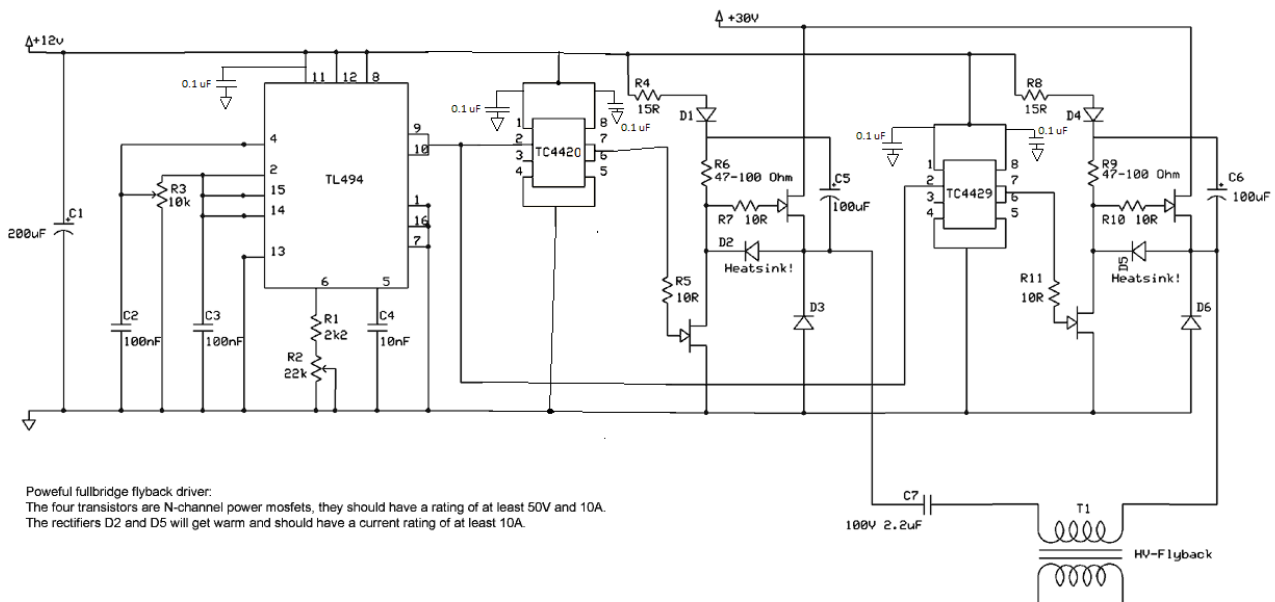 +30V
+12v
0.1 uF
11 12 8
4
2
15
14
13
9
10
1
16
7
6 5
TL494
R3
10k
C1
200uF
C2
100nF
C3
100nF
R1
2k2
R2
22k
C4
10nF
0.1 uF
0.1 uF
1 8
2 7
3 6
4 5
TC4420
R4
15R
D1
R6
47-100 Ohm
R7 10R
C5
100uF
D2
Heatsink!
R5
10R
D3
0.1 uF
0.1 uF
1 8
2 7
3 6
4 5
TC4429
R8
15R
D4
R9
47-100 Ohm
R10 10R
C6
100uF
D5
Heatsink!
R11
10R
D6
C7
100V 2.2uF
T1
HV-Flyback
Poweful fullbridge flyback driver:
The four transistors are N-channel power mosfets, they should have a rating of at least 50V and 10A.
The rectifiers D2 and D5 will get warm and should have a current rating of at least 10A.